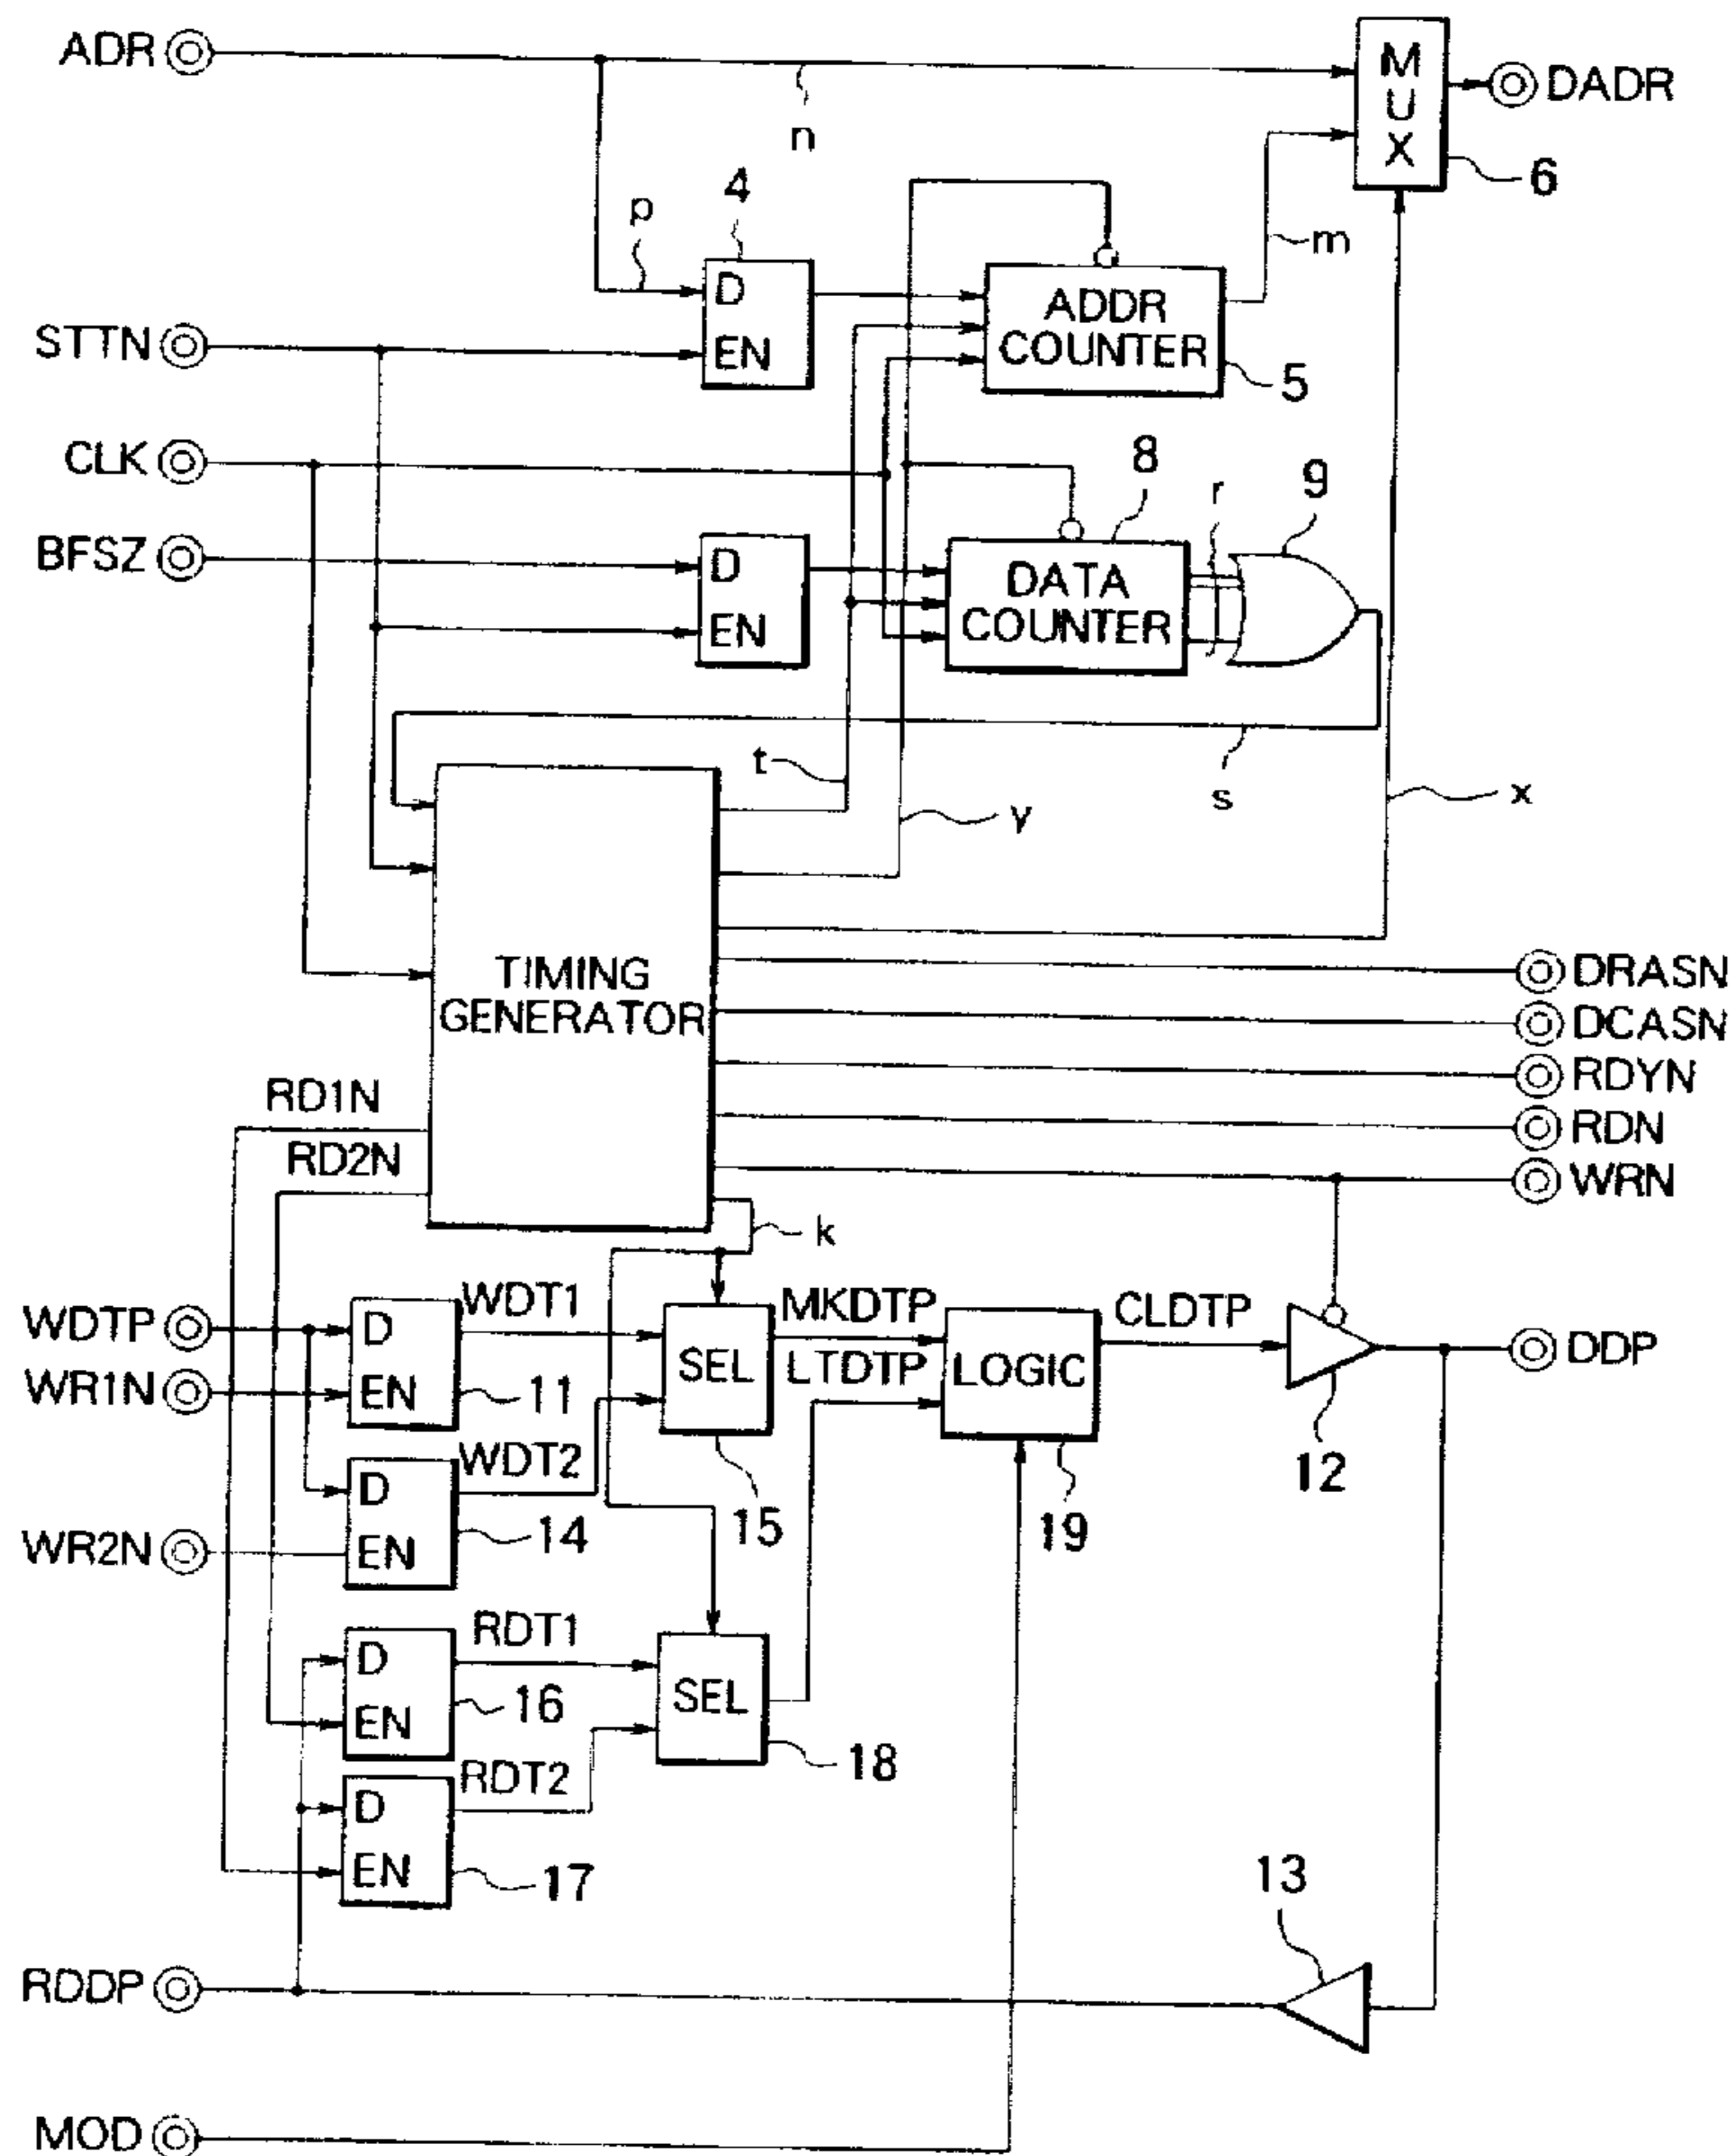 ADR
n
MUX
DADR
6
p
4
D
EN
ADDR
COUNTER
m
5
STTN
CLK
BFSZ
D
EN
8
DATA
COUNTER
r
9
t
y
s
x
TIMING
GENERATOR
DRASN
DCASN
RDYN
RDN
WRN
RD1N
RD2N
k
WDTP
WR1N
D
EN
11
WDT1
SEL
15
MKDTP
LTDTP
LOGIC
19
CLDTP
12
DDP
WDT2
D
EN
14
WR2N
RDT1
D
EN
16
SEL
18
RDT2
D
EN
17
13
RDDP
MOD